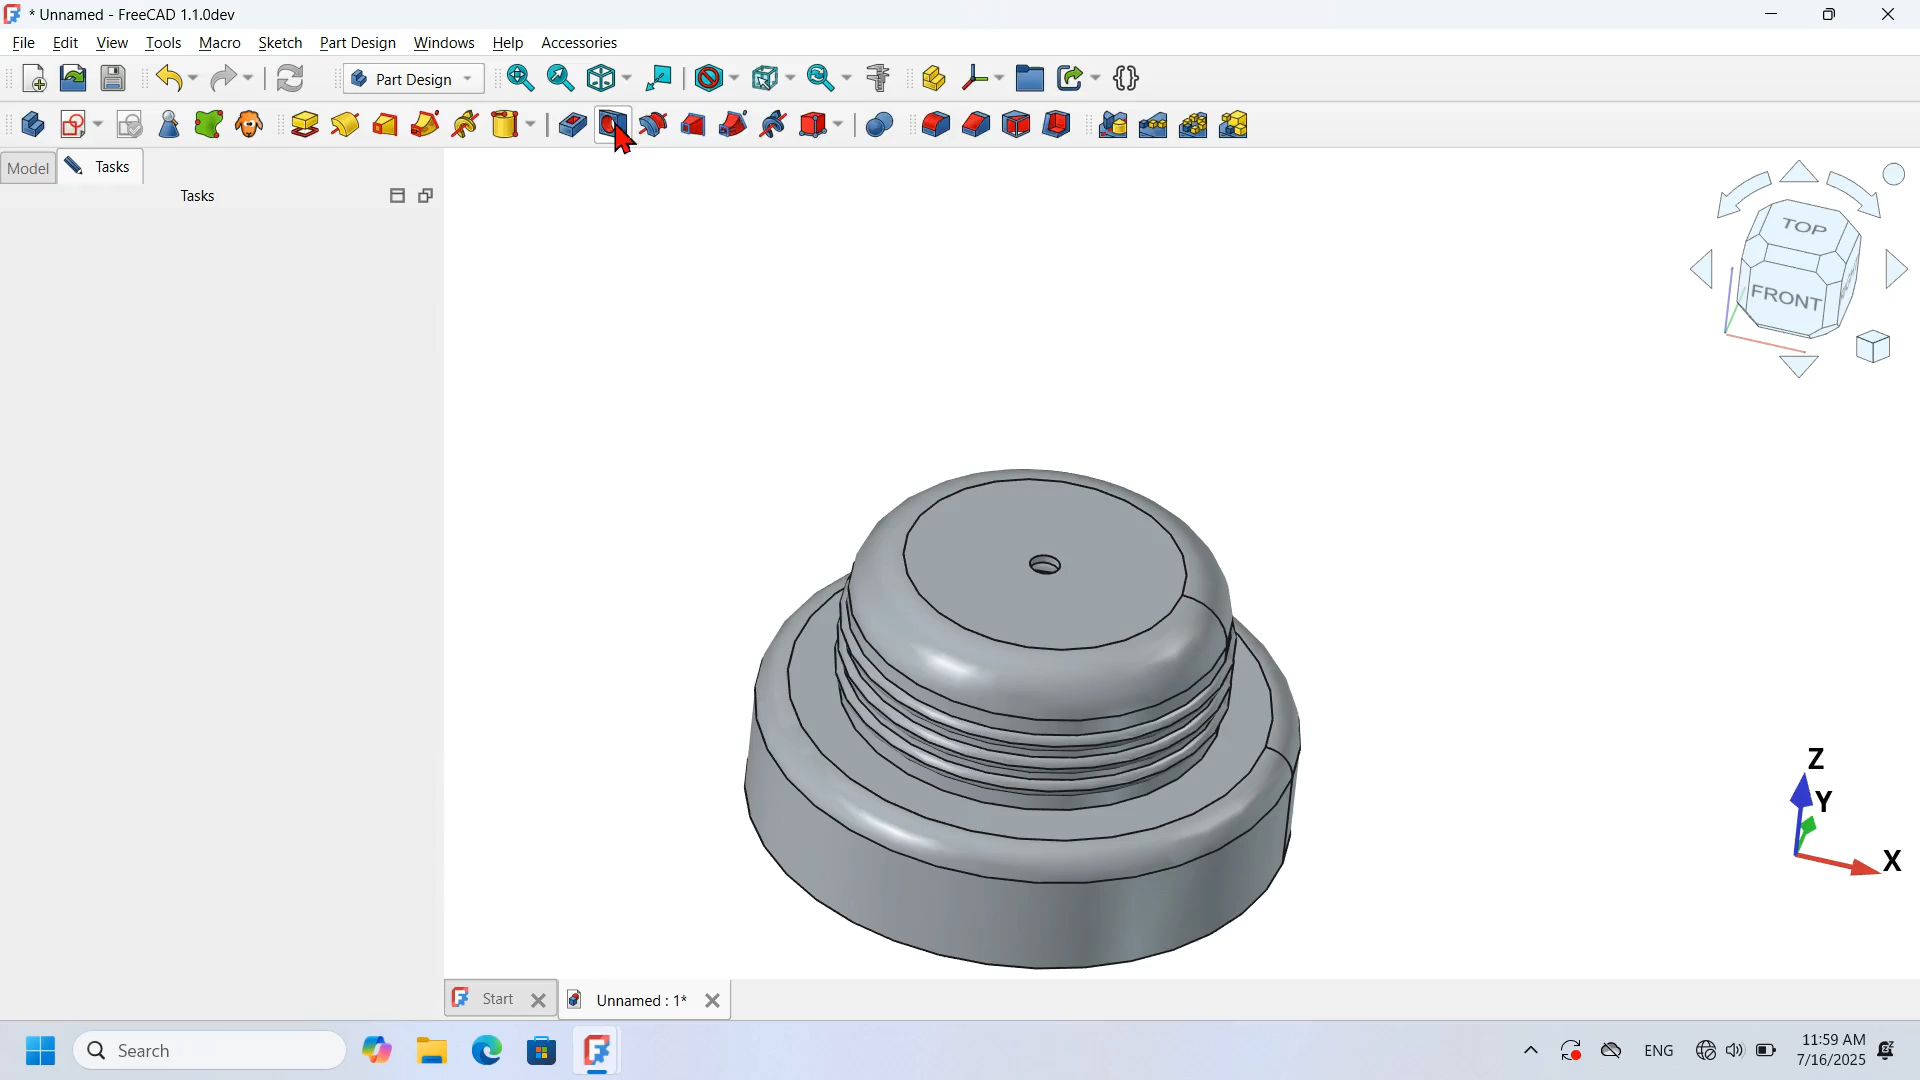 * Unnamed - FreeCAD 1.1.0dev
File Edit View Tools Macro Sketch Part Design Windows Help Accessories
Part Design
Model Tasks
Tasks
TOP
FRONT
Z
Y
X
Start Unnamed : 1*
Search
ENG
11:59 AM
7/16/2025